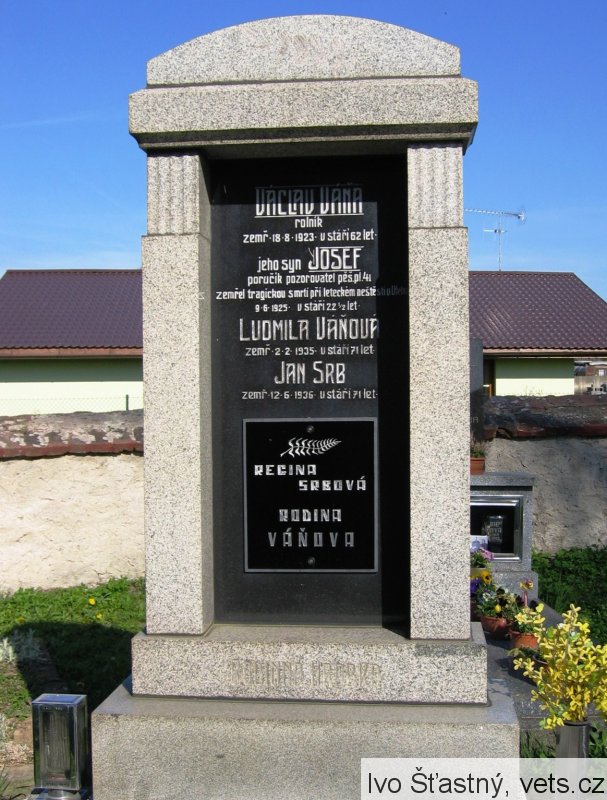 VÁCLAV VÁŇA
rolník
zemř. 18·8·1923· v stáří 62 let·
jeho syn JOSEF
poručík pozorovatel pěš.pl.41
zemřel tragickou smrtí při leteckém neštěstí
9·6·1925· v stáří 22 ½ let·
LUDMILA VÁŇOVÁ
zemř· 2·2·1935· v stáří 71 let·
JAN SRB
zemř· 12·6·1936· v stáří 71 let·
REGINA
SRBOVÁ
RODINA
VÁŇOVA
Ivo Šťastný, vets.cz